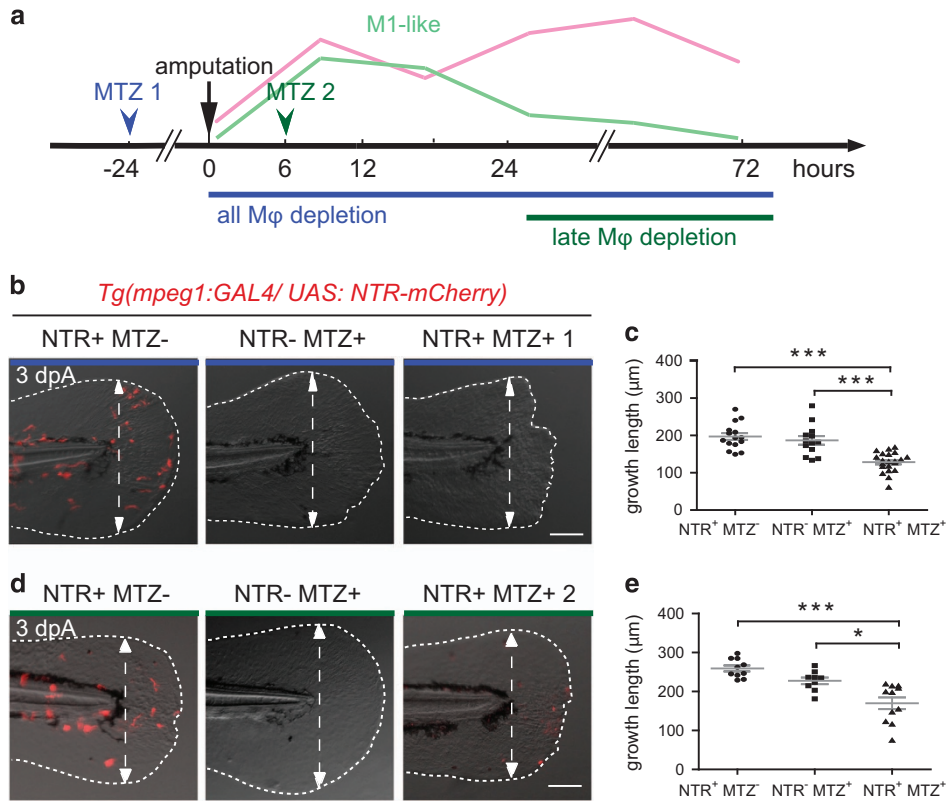 a
M1-like
amputation
MTZ 1
MTZ 2
-24
0
6
12
24
72
hours
all Mφ depletion
late Mφ depletion
b
Tg(mpeg1:GAL4/ UAS: NTR-mCherry)
NTR+ MTZ-
NTR- MTZ+
NTR+ MTZ+ 1
3 dpA
c
growth length (μm)
400
300
200
100
0
***
***
NTR⁺ MTZ⁻
NTR⁻ MTZ⁺
NTR⁺ MTZ⁺
d
NTR+ MTZ-
NTR- MTZ+
NTR+ MTZ+ 2
3 dpA
e
growth length (μm)
400
300
200
100
0
***
*
NTR⁺ MTZ⁻
NTR⁻ MTZ⁺
NTR⁺ MTZ⁺